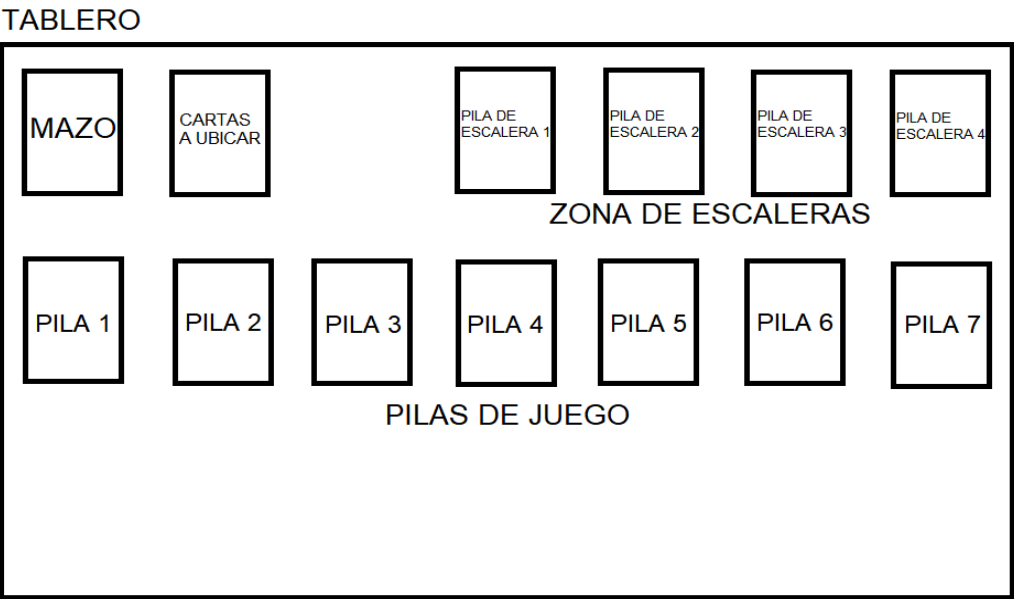 TABLERO
MAZO
CARTAS
A UBICAR
PILA DE
ESCALERA 1
PILA DE
ESCALERA 2
PILA DE
ESCALERA 3
PILA DE
ESCALERA 4
ZONA DE ESCALERAS
PILA 1
PILA 2
PILA 3
PILA 4
PILA 5
PILA 6
PILA 7
PILAS DE JUEGO